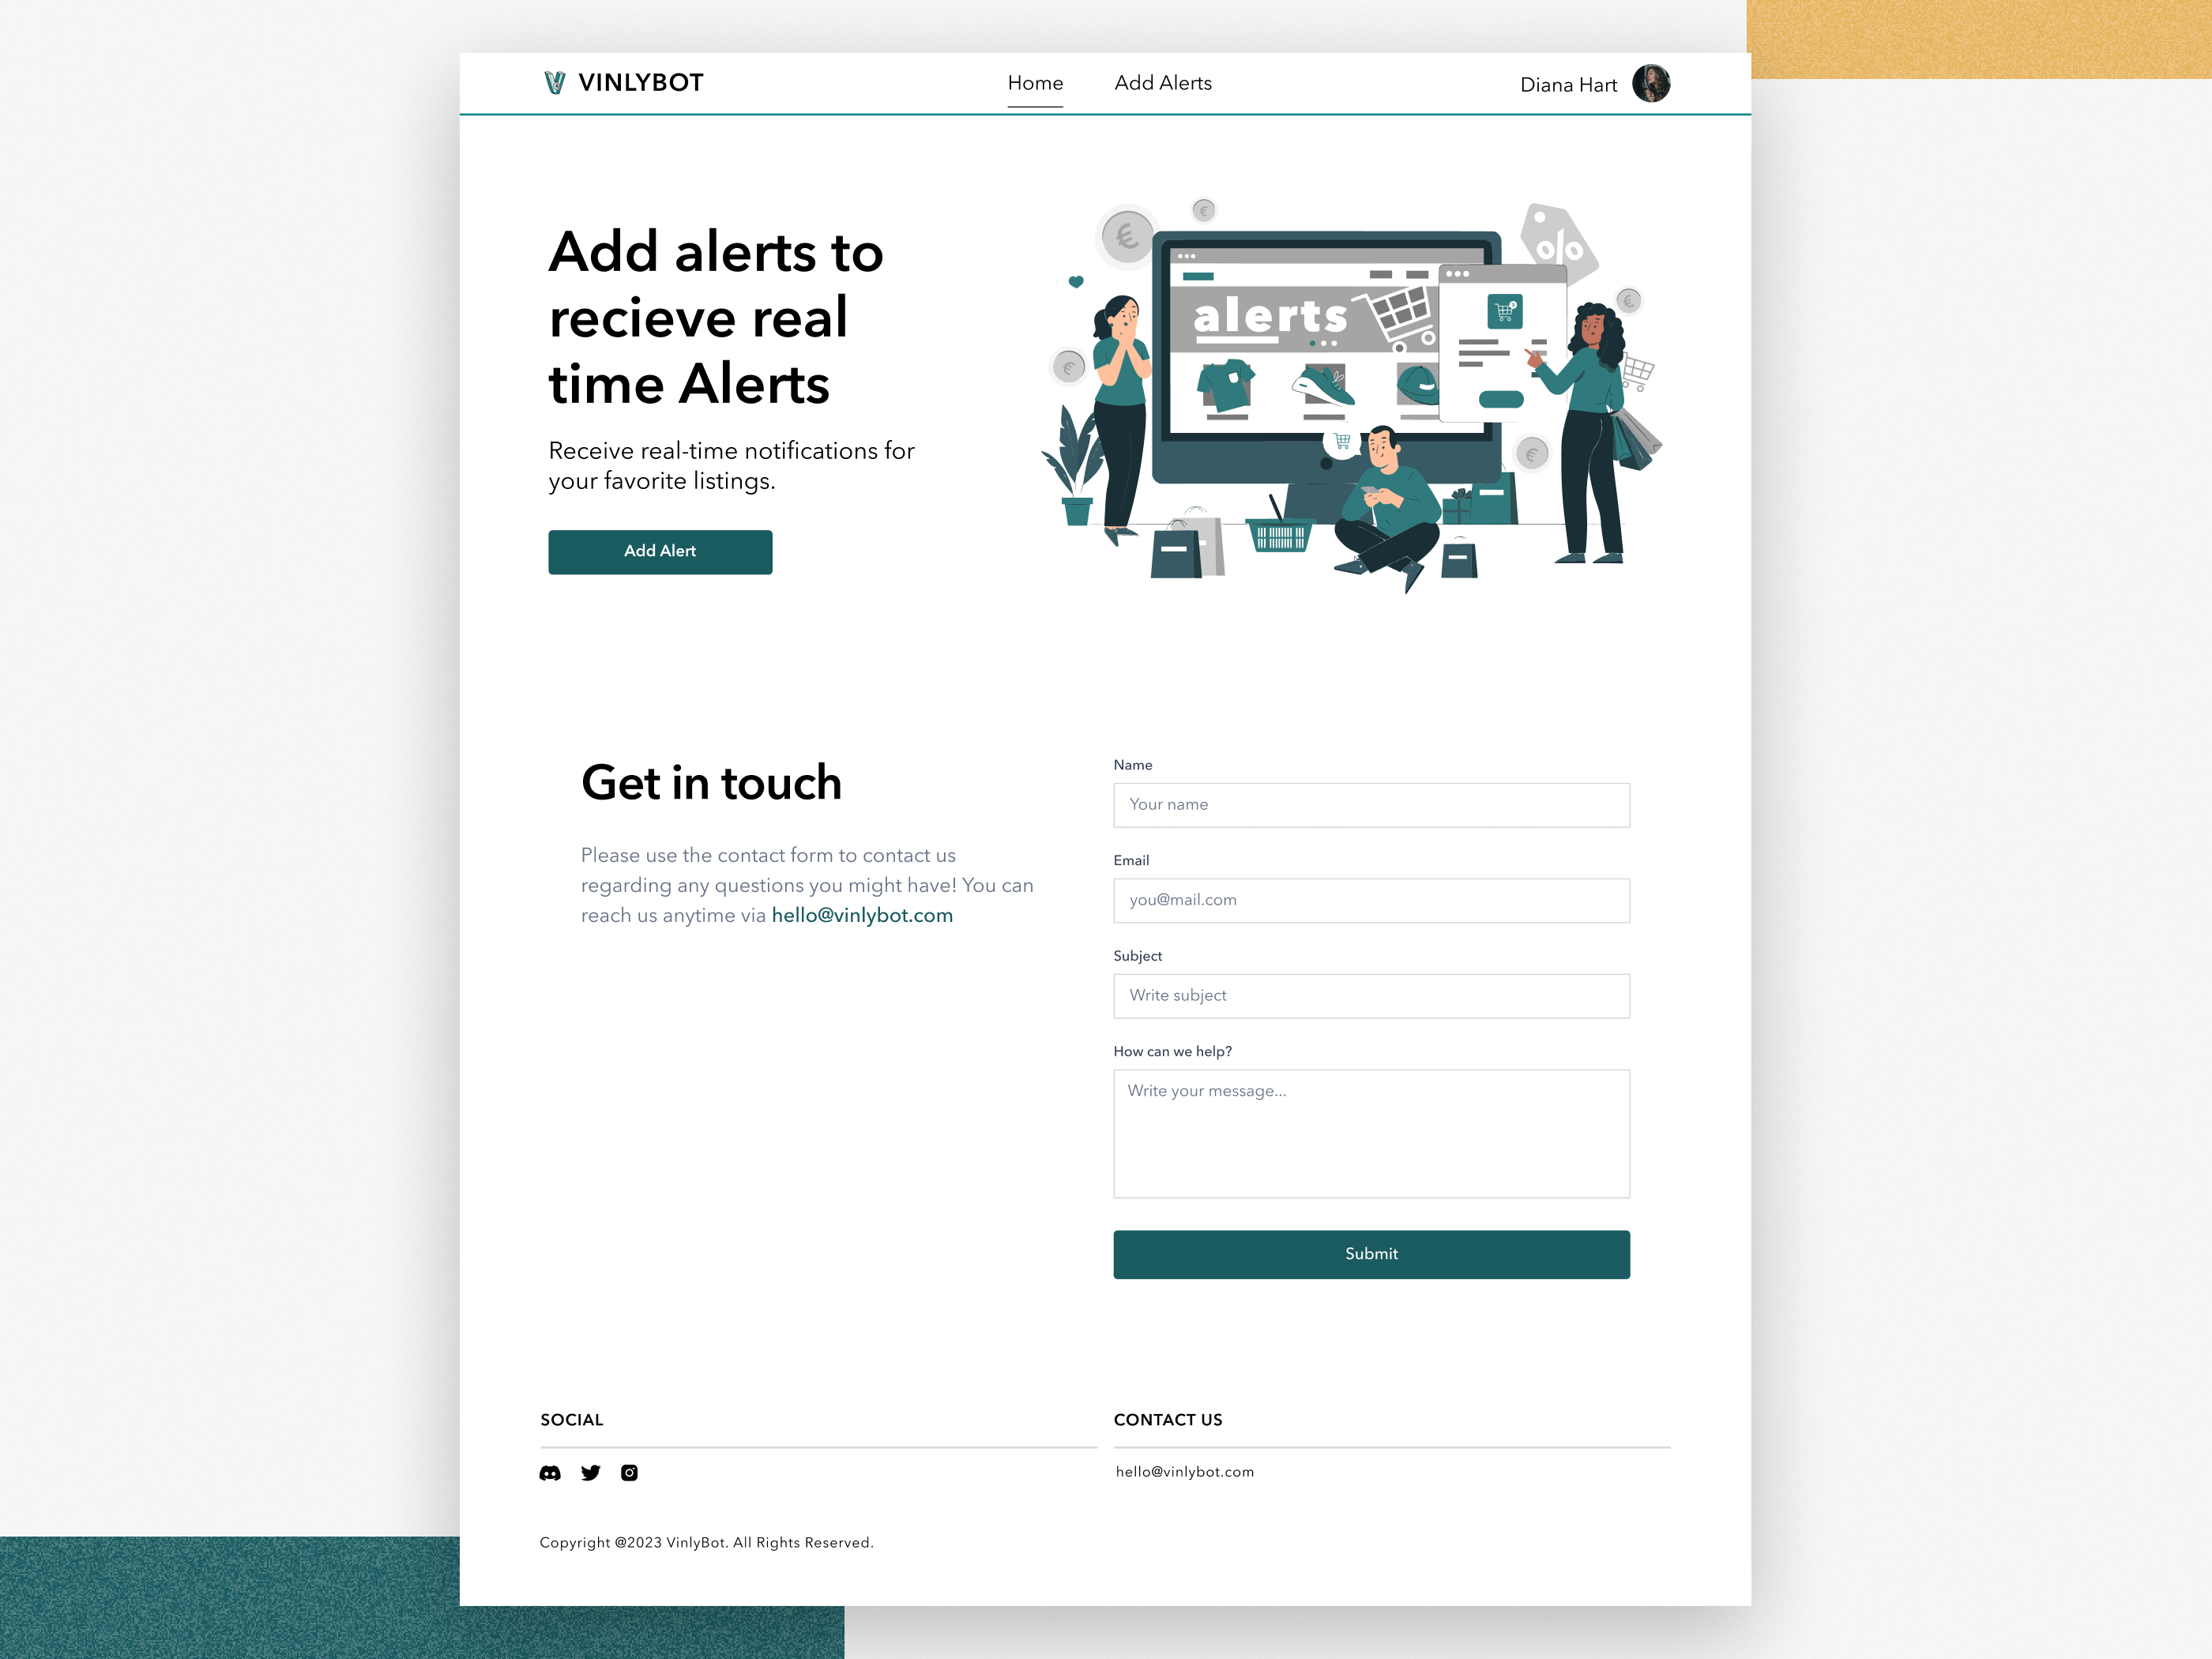 VINLYBOT
Home
Add Alerts
Diana Hart
Add alerts to
recieve real
time Alerts
Receive real-time notifications for
your favorite listings.
Add Alert
€
€
%
alerts
€
€
€
Get in touch
Please use the contact form to contact us
regarding any questions you might have! You can
reach us anytime via hello@vinlybot.com
Name
Your name
Email
you@mail.com
Subject
Write subject
How can we help?
Write your message...
Submit
SOCIAL
CONTACT US
hello@vinlybot.com
Copyright @2023 VinlyBot. All Rights Reserved.